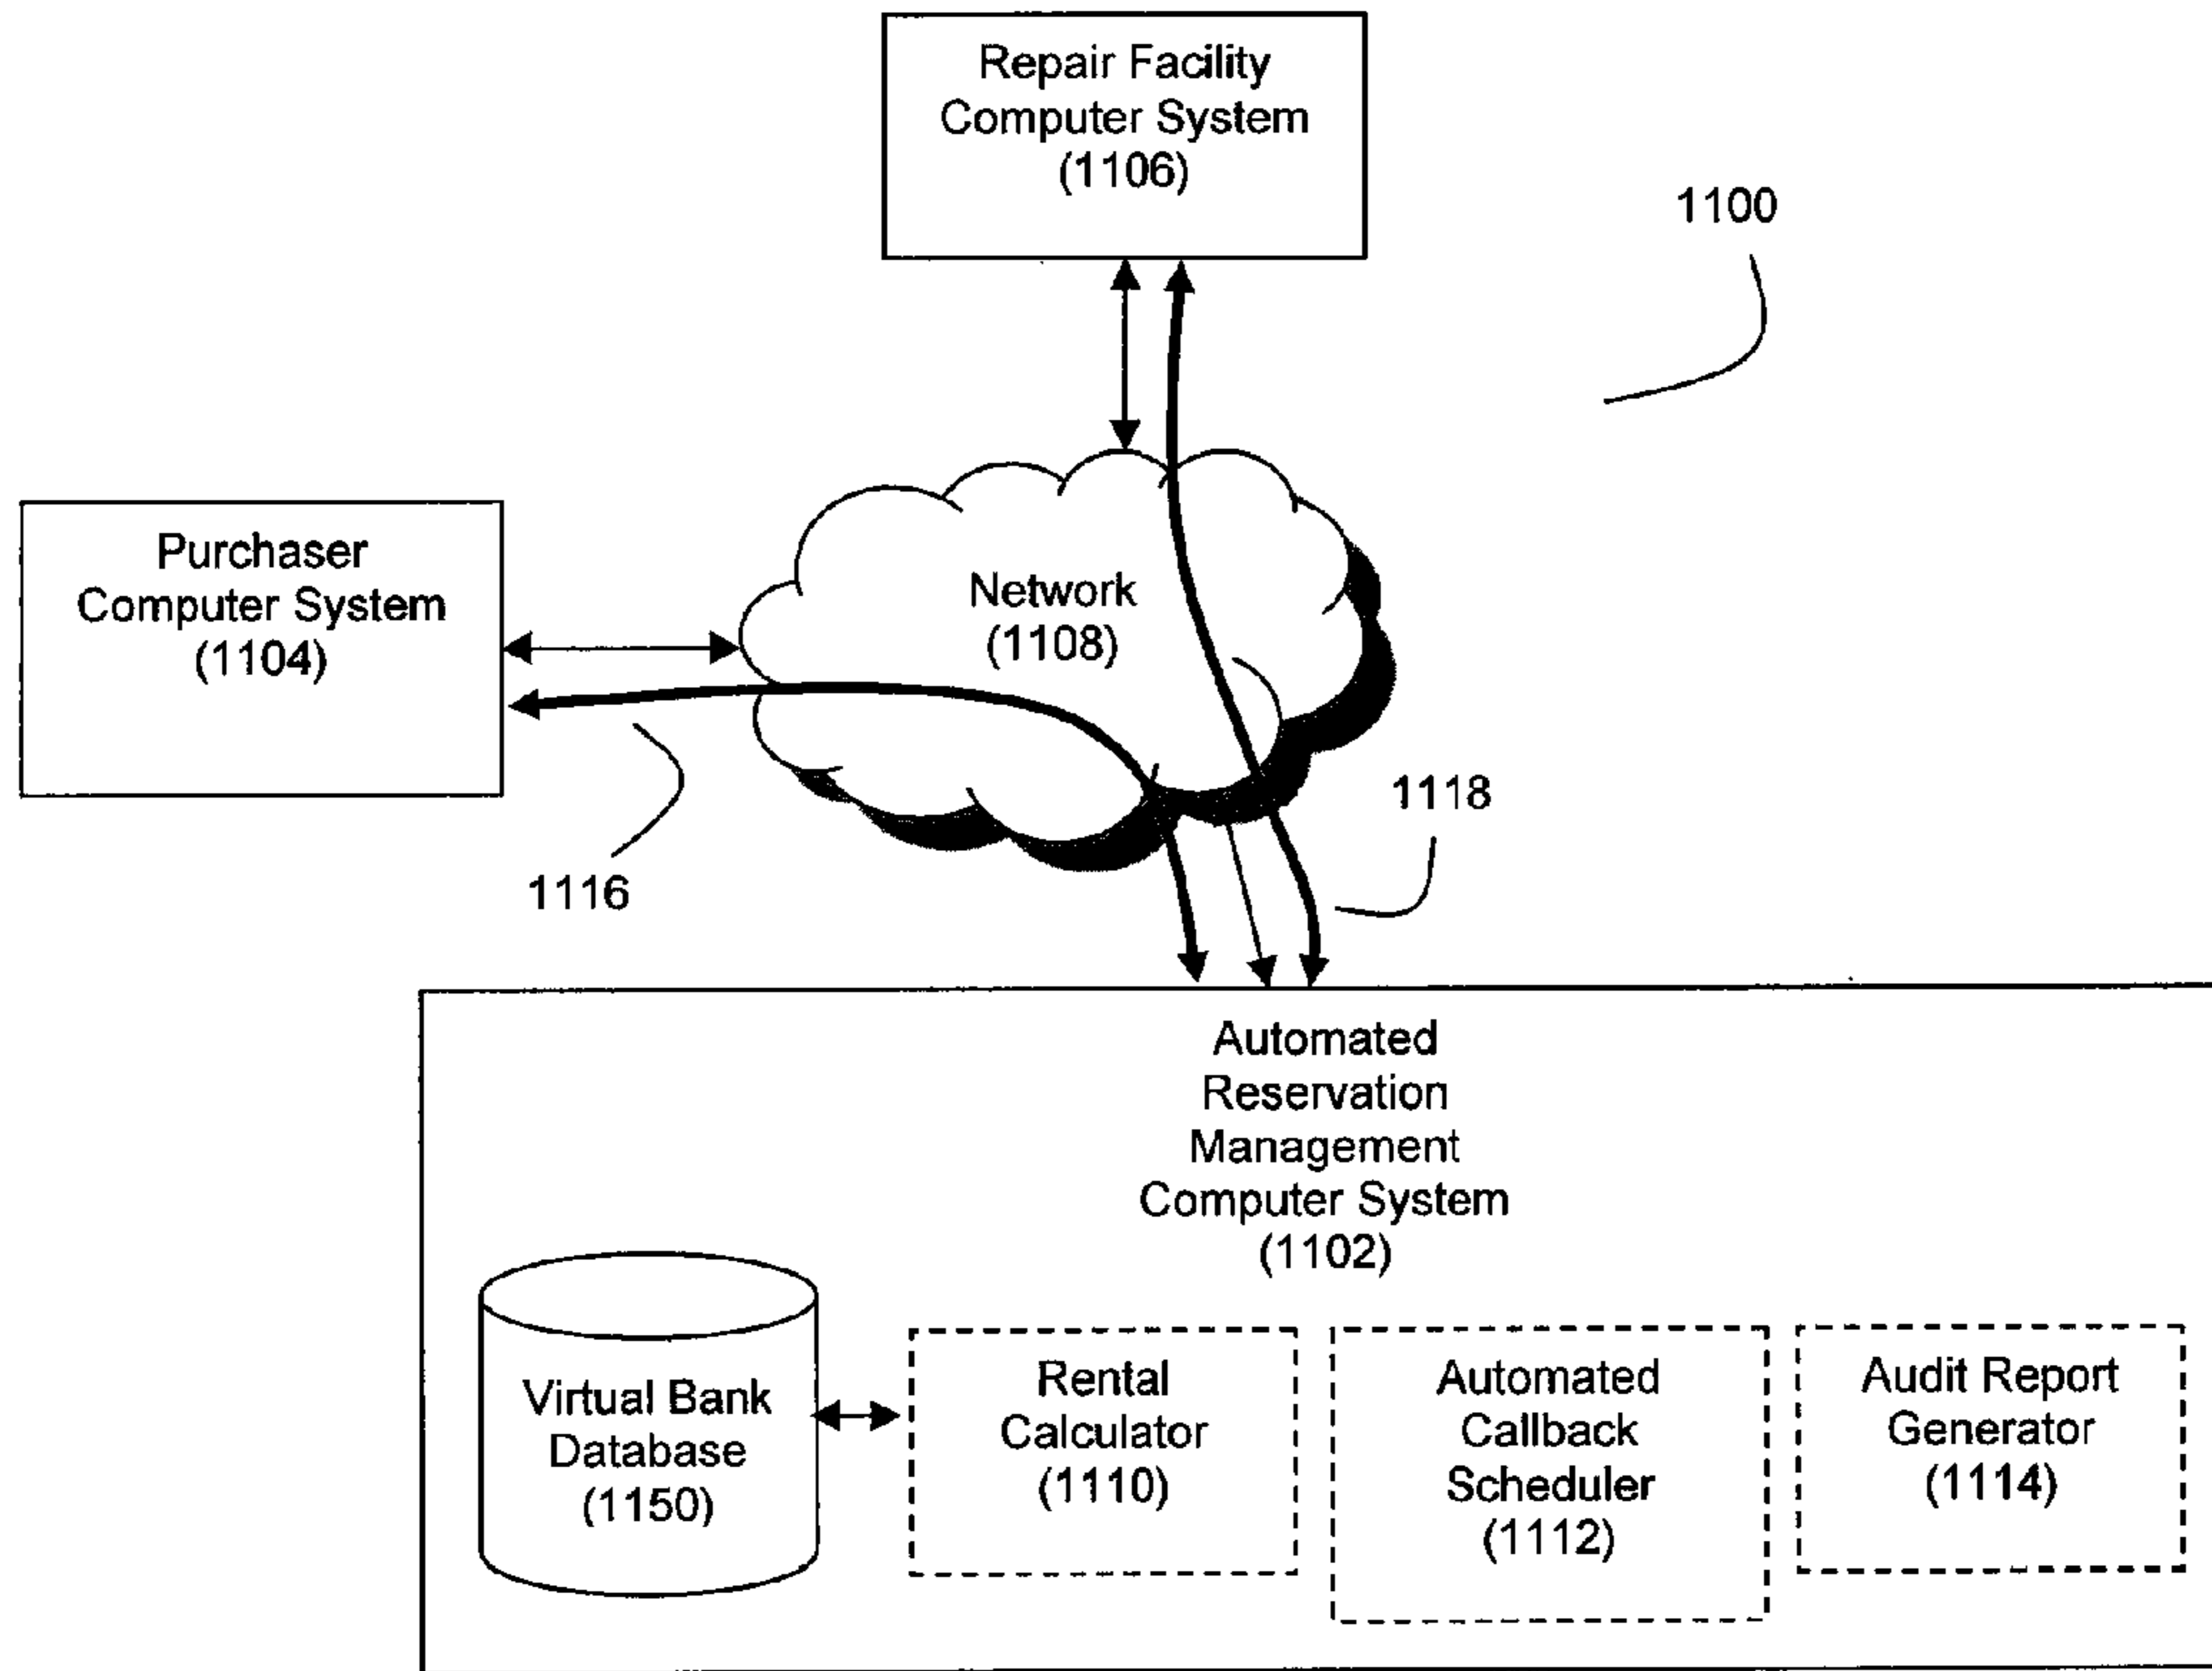 Repair Facility
Computer System
(1106)
1100
Purchaser
Computer System
(1104)
Network
(1108)
1118
1116
Automated
Reservation
Management
Computer System
(1102)
Virtual Bank
Database
(1150)
Rental
Calculator
(1110)
Automated
Callback
Scheduler
(1112)
Audit Report
Generator
(1114)